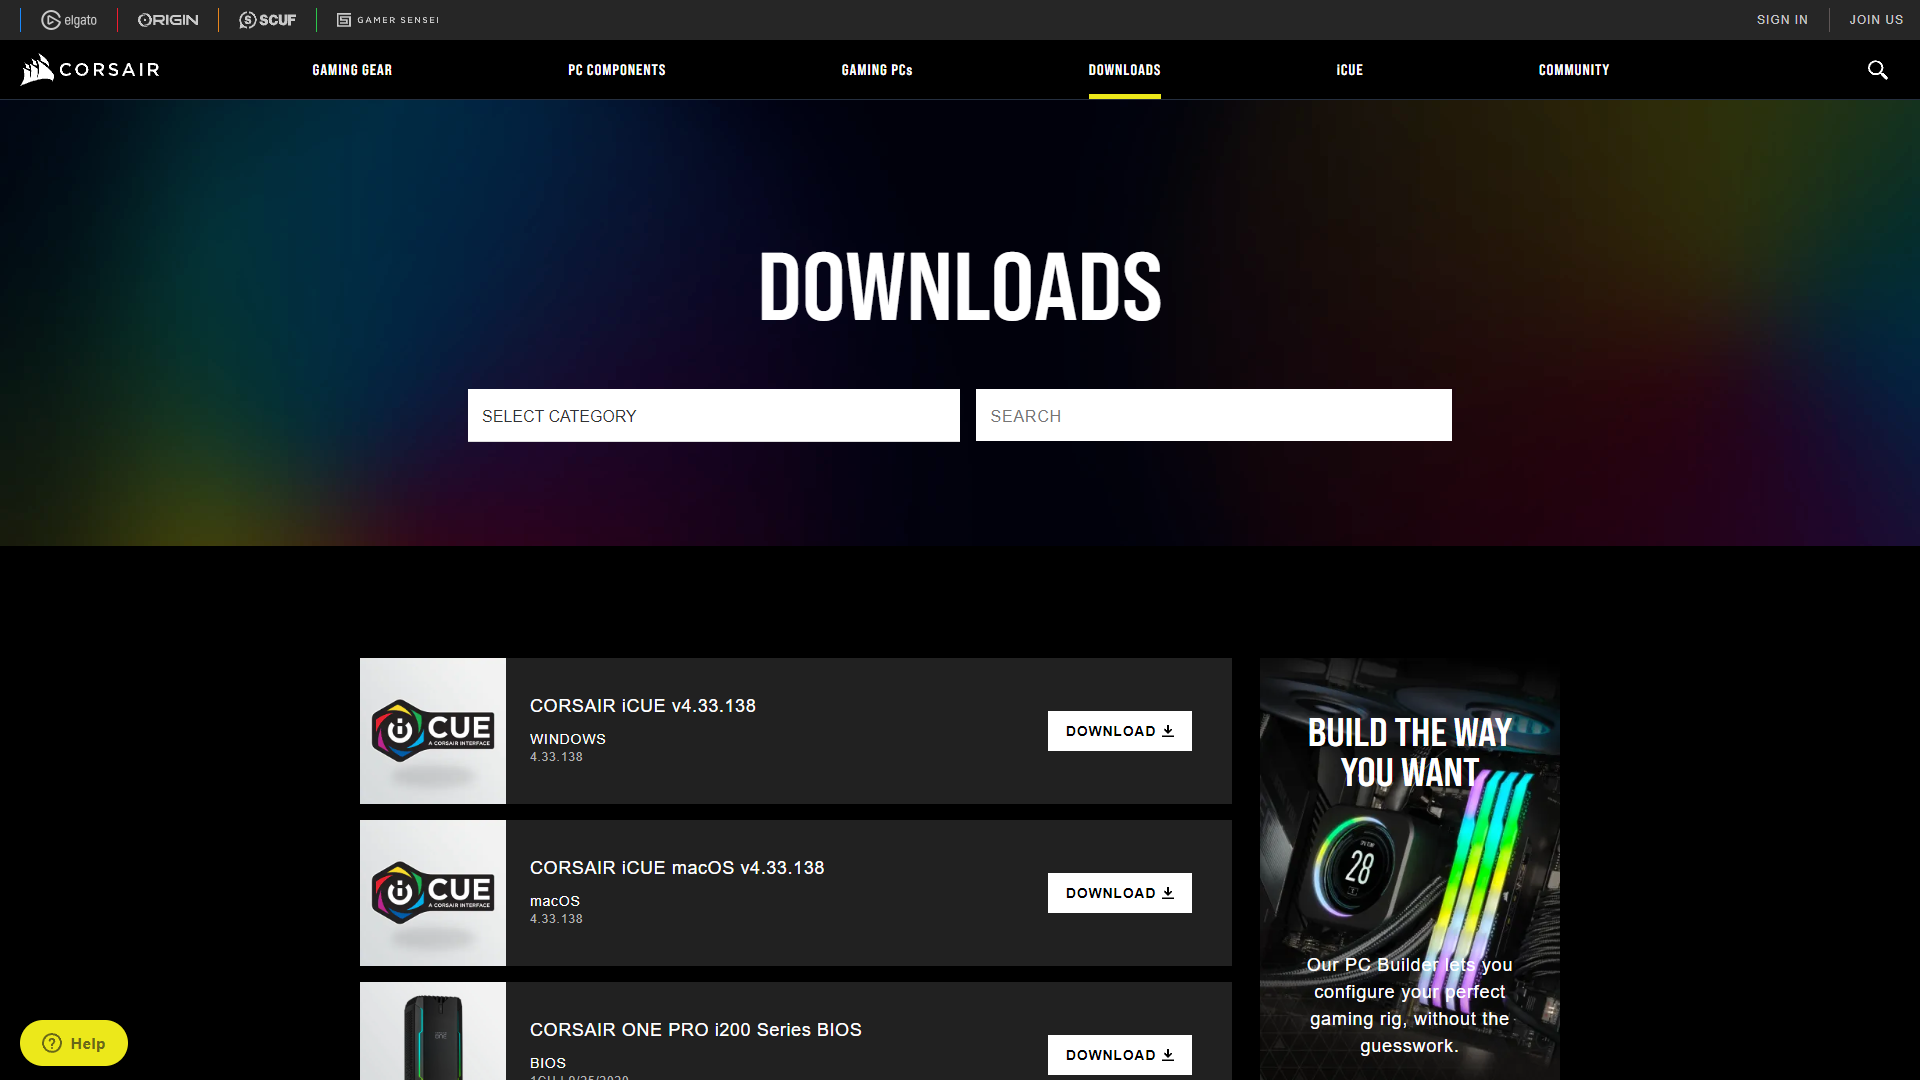 elgato
ORIGIN
SCUF
GAMER SENSEI
SIGN IN
JOIN US
CORSAIR
GAMING GEAR
PC COMPONENTS
GAMING PCs
DOWNLOADS
iCUE
COMMUNITY
DOWNLOADS
SELECT CATEGORY
SEARCH
iCUE
A CORSAIR INTERFACE
CORSAIR iCUE v4.33.138
WINDOWS
4.33.138
DOWNLOAD
iCUE
A CORSAIR INTERFACE
CORSAIR iCUE macOS v4.33.138
macOS
4.33.138
DOWNLOAD
CORSAIR ONE PRO i200 Series BIOS
BIOS
DOWNLOAD
BUILD THE WAY
YOU WANT
28
Our PC Builder lets you
configure your perfect
gaming rig, without the
guesswork.
Help